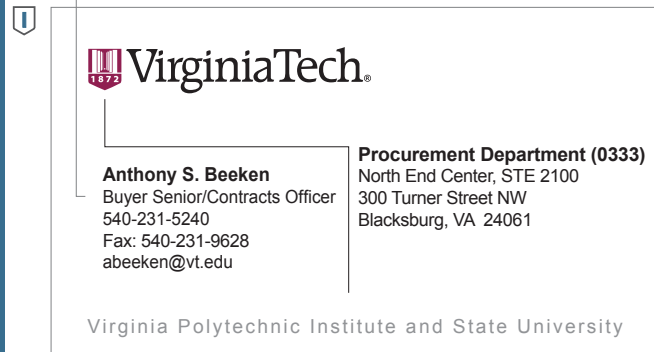 I
1872
VirginiaTech®
Anthony S. Beeken
Buyer Senior/Contracts Officer
540-231-5240
Fax: 540-231-9628
abeeken@vt.edu
Procurement Department (0333)
North End Center, STE 2100
300 Turner Street NW
Blacksburg, VA 24061
Virginia Polytechnic Institute and State University